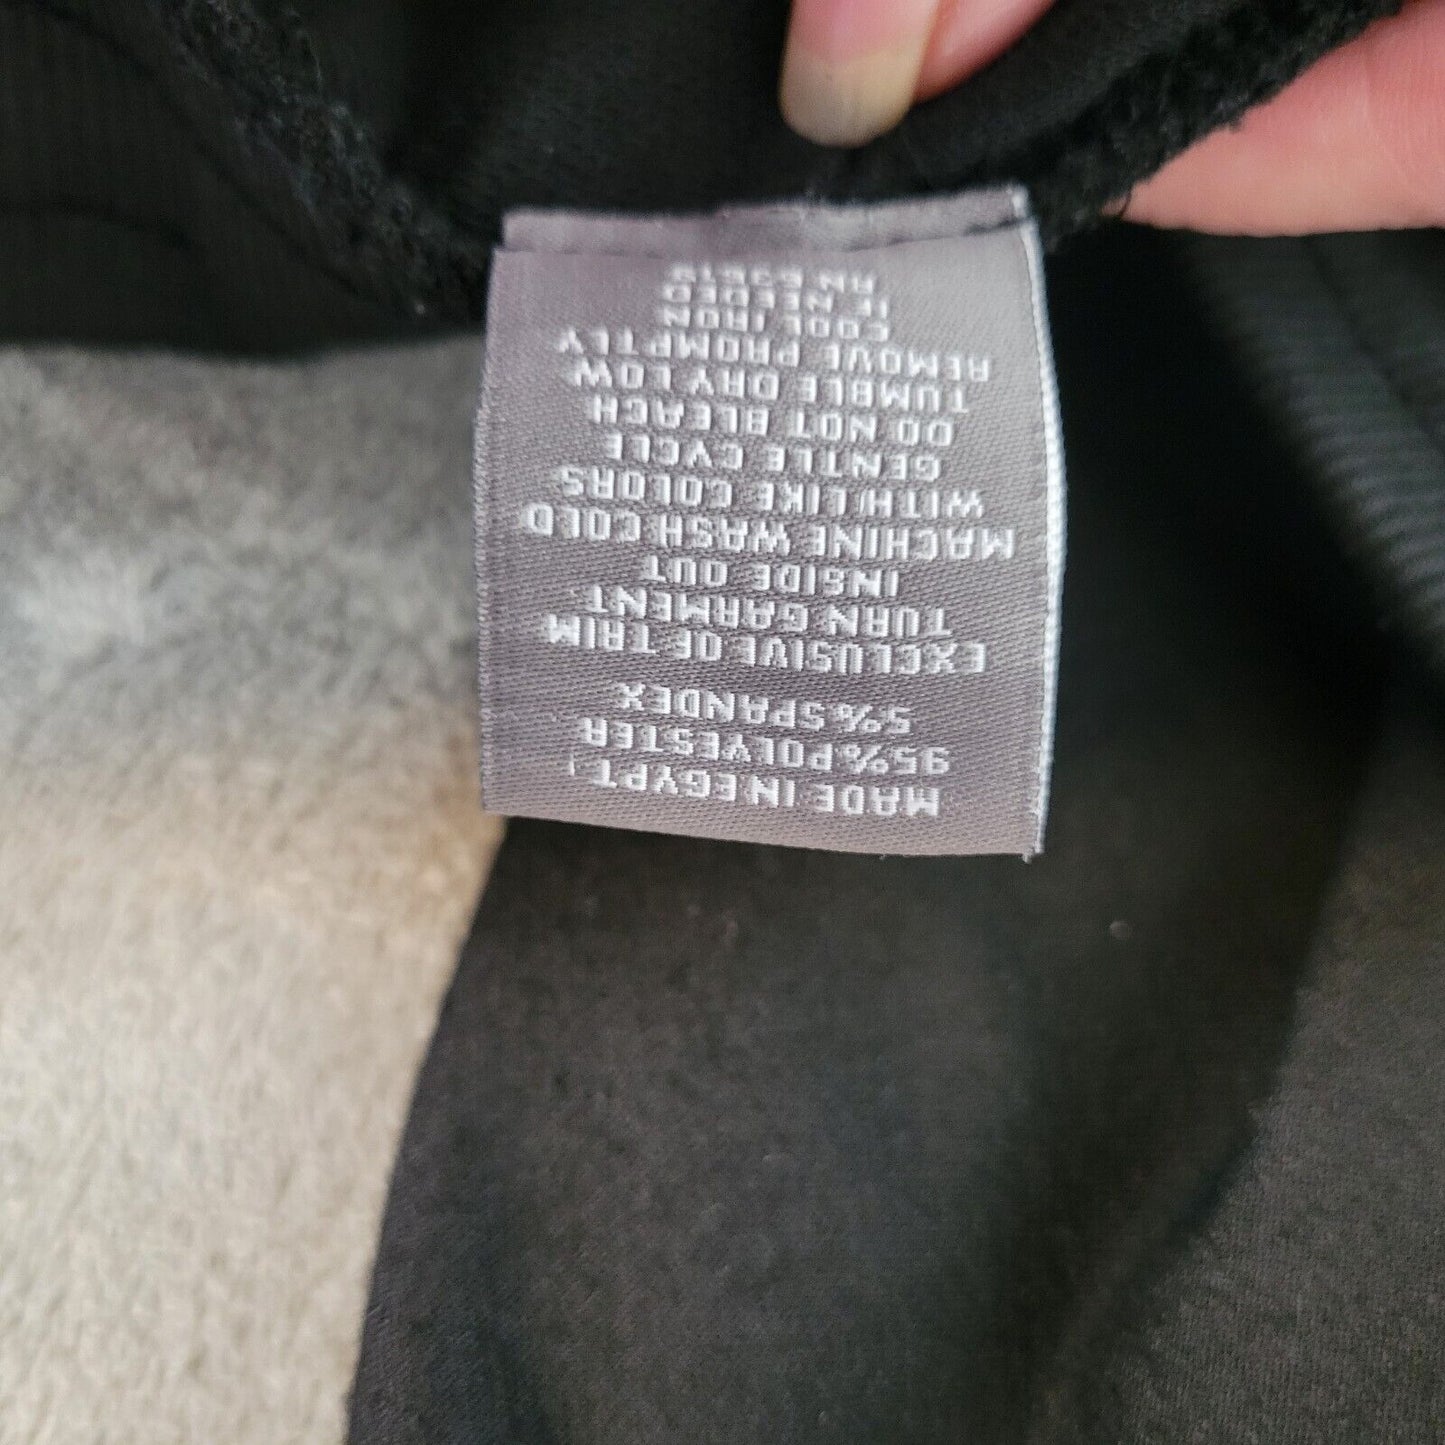 MADE IN EGYPT
95% POLYESTER
5% SPANDEX
EXCLUSIVE OF TRIM
TURN GARMENT
INSIDE OUT
MACHINE WASH COLD
WITH LIKE COLORS
GENTLE CYCLE
DO NOT BLEACH
TUMBLE DRY LOW
REMOVE PROMPTLY
COOL IRON
IF NEEDED
RN 63619